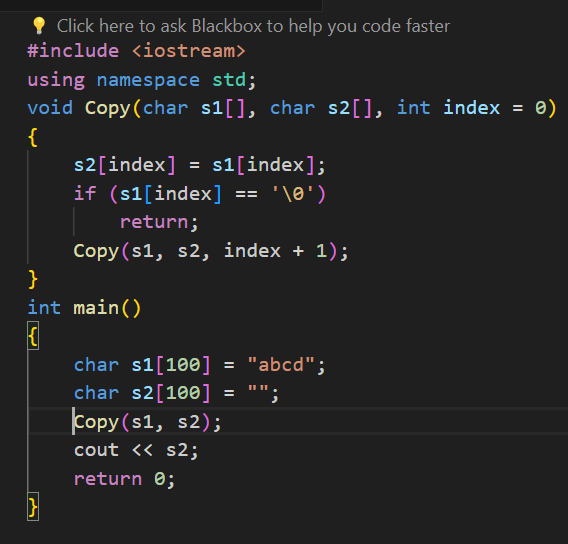 💡 Click here to ask Blackbox to help you code faster
#include <iostream>
using namespace std;
void Copy(char s1[], char s2[], int index = 0)
{
    s2[index] = s1[index];
    if (s1[index] == '\0')
        return;
    Copy(s1, s2, index + 1);
}
int main()
{
    char s1[100] = "abcd";
    char s2[100] = "";
    Copy(s1, s2);
    cout << s2;
    return 0;
}